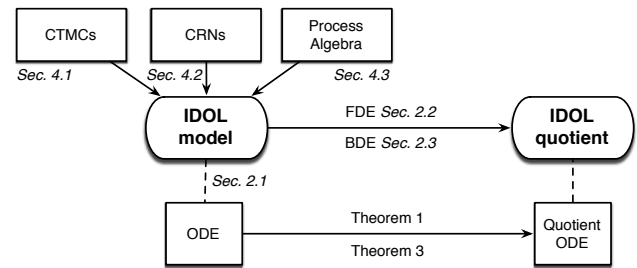 CTMCs
CRNs
Process
Algebra
Sec. 4.1
Sec. 4.2
Sec. 4.3
IDOL
model
FDE Sec. 2.2
BDE Sec. 2.3
IDOL
quotient
Sec. 2.1
ODE
Theorem 1
Theorem 3
Quotient
ODE